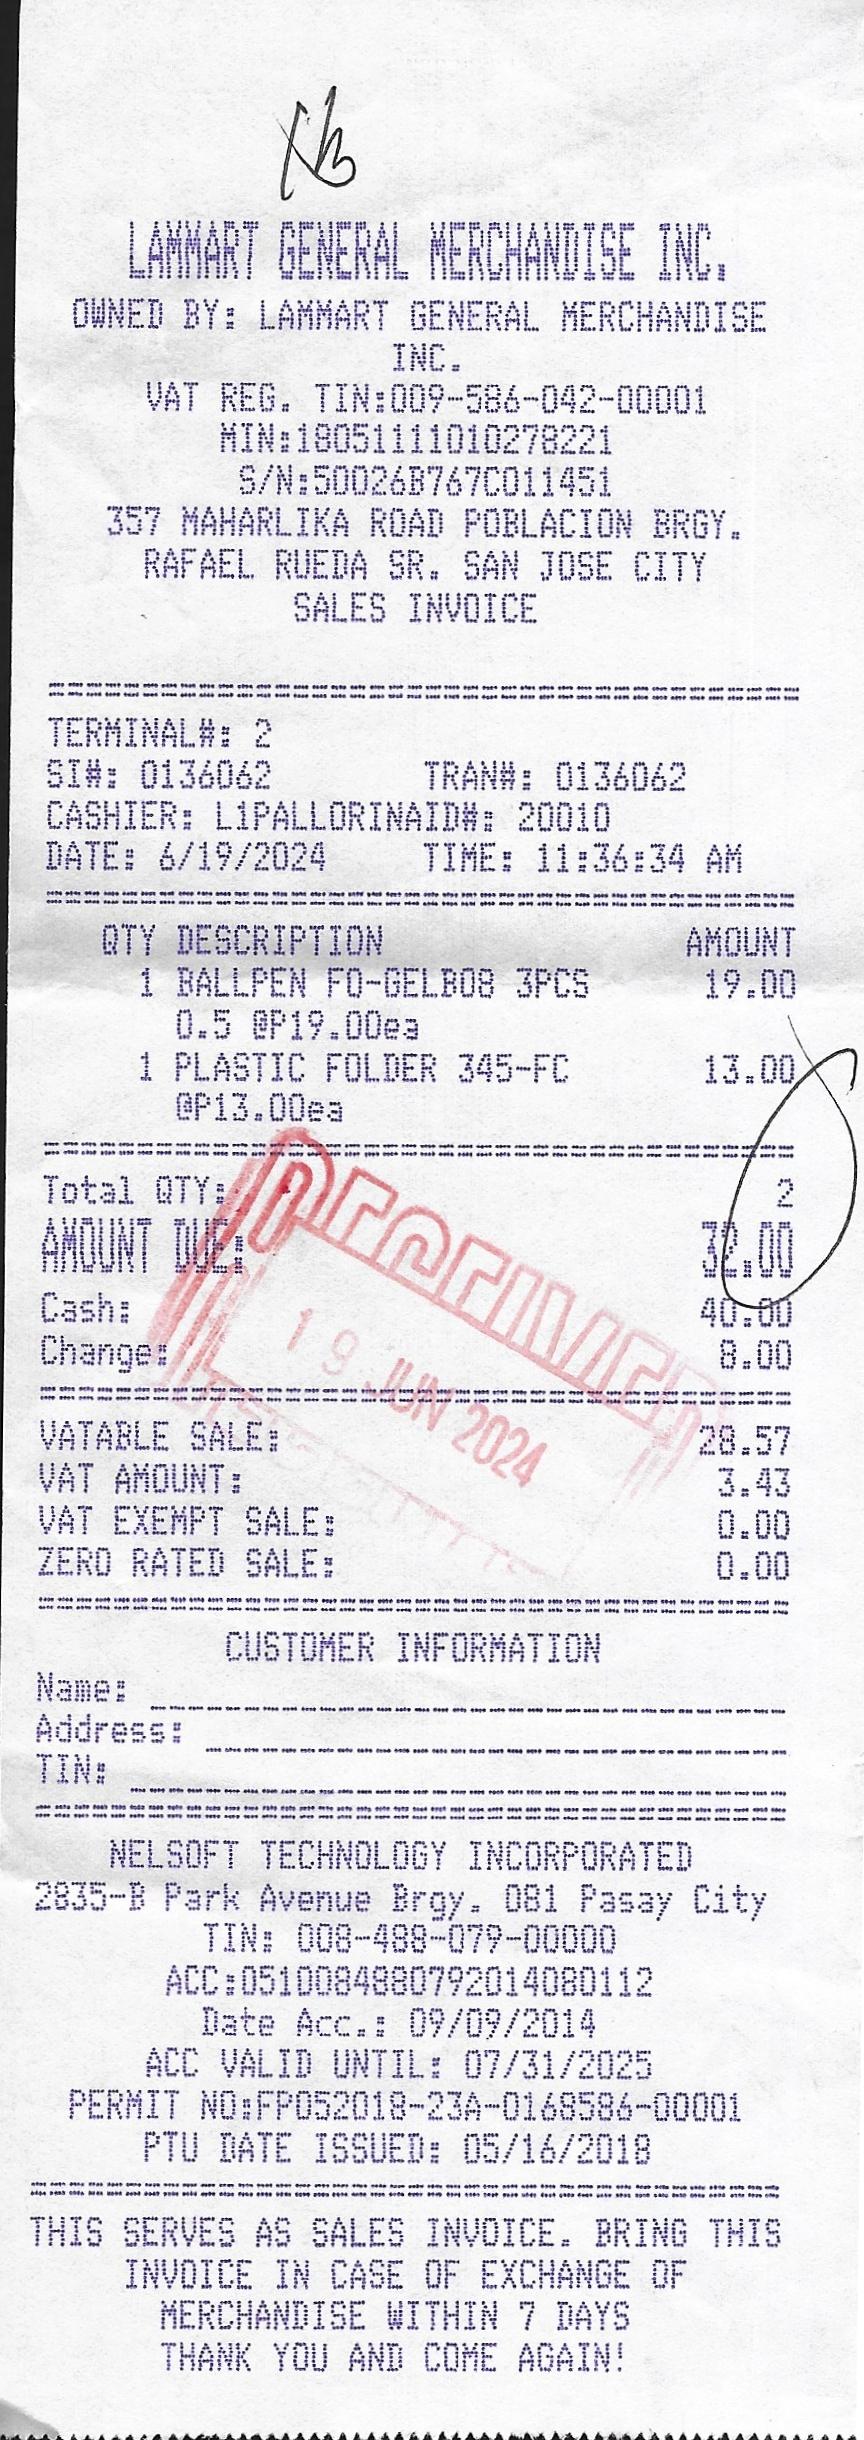 LAMMART GENERAL MERCHANDISE INC.
OWNED BY: LAMMART GENERAL MERCHANDISE
INC.
VAT REG. TIN:009-586-042-00001
MIN:18051111010278221
S/N:50026B767C011451
357 MAHARLIKA ROAD POBLACION BRGY.
RAFAEL RUEDA SR. SAN JOSE CITY
SALES INVOICE
TERMINAL#: 2
SI#: 0136062 TRAN#: 0136062
CASHIER: L1PALLORINAID#: 20010
DATE: 6/19/2024 TIME: 11:36:34 AM
QTY DESCRIPTION AMOUNT
1 BALLPEN FO-GELB08 3PCS 19.00
0.5 @P19.00ea
1 PLASTIC FOLDER 345-FC 13.00
@P13.00ea
Total QTY: 2
AMOUNT DUE: 32.00
Cash: 40.00
Change: 8.00
19 JUN 2024
VATABLE SALE: 28.57
VAT AMOUNT: 3.43
VAT EXEMPT SALE: 0.00
ZERO RATED SALE: 0.00
CUSTOMER INFORMATION
Name:
Address:
TIN:
NELSOFT TECHNOLOGY INCORPORATED
2835-B Park Avenue Brgy. 081 Pasay City
TIN: 008-488-079-00000
ACC:0510084880792014080112
Date Acc.: 09/09/2014
ACC VALID UNTIL: 07/31/2025
PERMIT NO:FP052018-23A-0168586-00001
PTU DATE ISSUED: 05/16/2018
THIS SERVES AS SALES INVOICE. BRING THIS
INVOICE IN CASE OF EXCHANGE OF
MERCHANDISE WITHIN 7 DAYS
THANK YOU AND COME AGAIN!